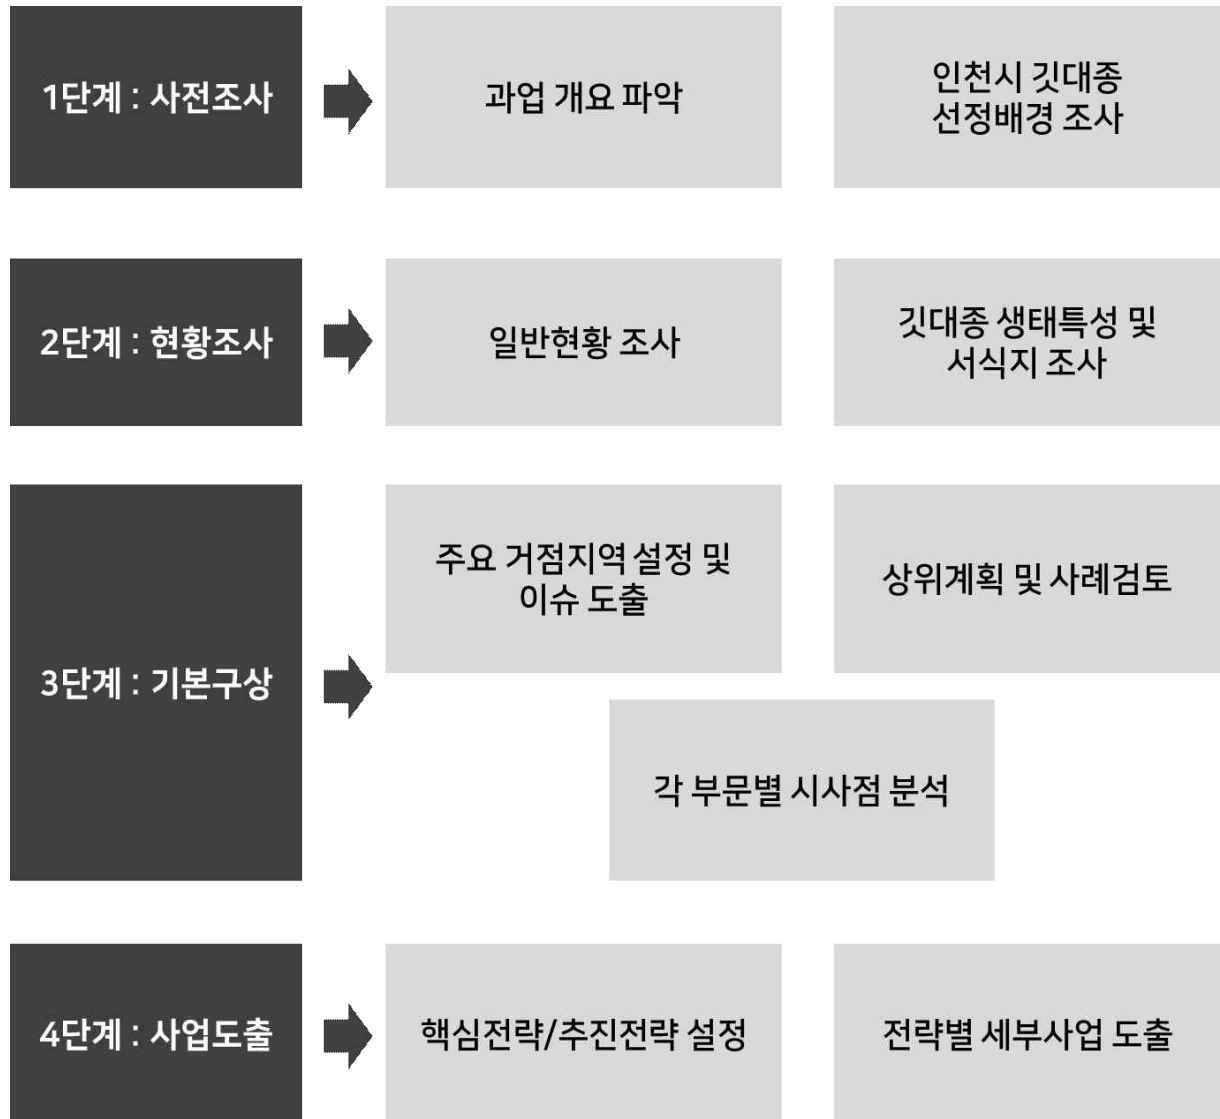 1단계 : 사전조사
과업 개요 파악
인천시 깃대종
선정배경 조사
2단계 : 현황조사
일반현황 조사
깃대종 생태특성 및
서식지 조사
3단계 : 기본구상
주요 거점지역 설정 및
이슈 도출
상위계획 및 사례검토
각 부문별 시사점 분석
4단계 : 사업도출
핵심전략/추진전략 설정
전략별 세부사업 도출